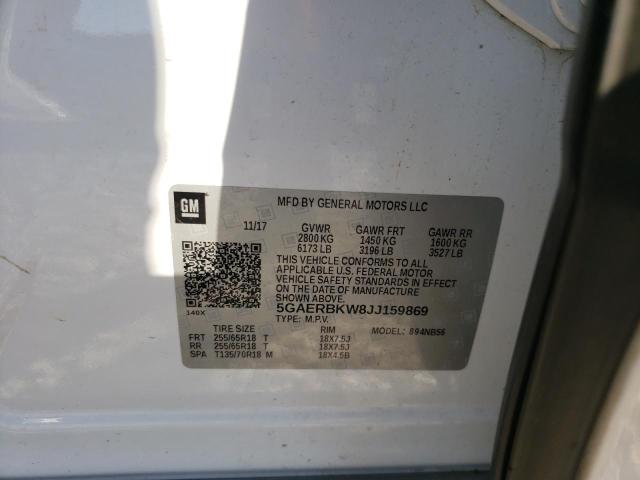 GM
MFD BY GENERAL MOTORS LLC
11/17 GVWR GAWR FRT GAWR RR
2800 KG 1450 KG 1600 KG
6173 LB 3196 LB 3527 LB
THIS VEHICLE CONFORMS TO ALL
APPLICABLE U.S. FEDERAL MOTOR
VEHICLE SAFETY STANDARDS IN EFFECT
ON THE DATE OF MANUFACTURE
SHOWN ABOVE.
140X
5GAERBKW8JJ159869
TYPE: M.P.V. MODEL: 894NB56
TIRE SIZE RIM
FRT 255/65R18 T 18X7.5J
RR 255/65R18 T 18X7.5J
SPA T135/70R18 M 18X4.5B